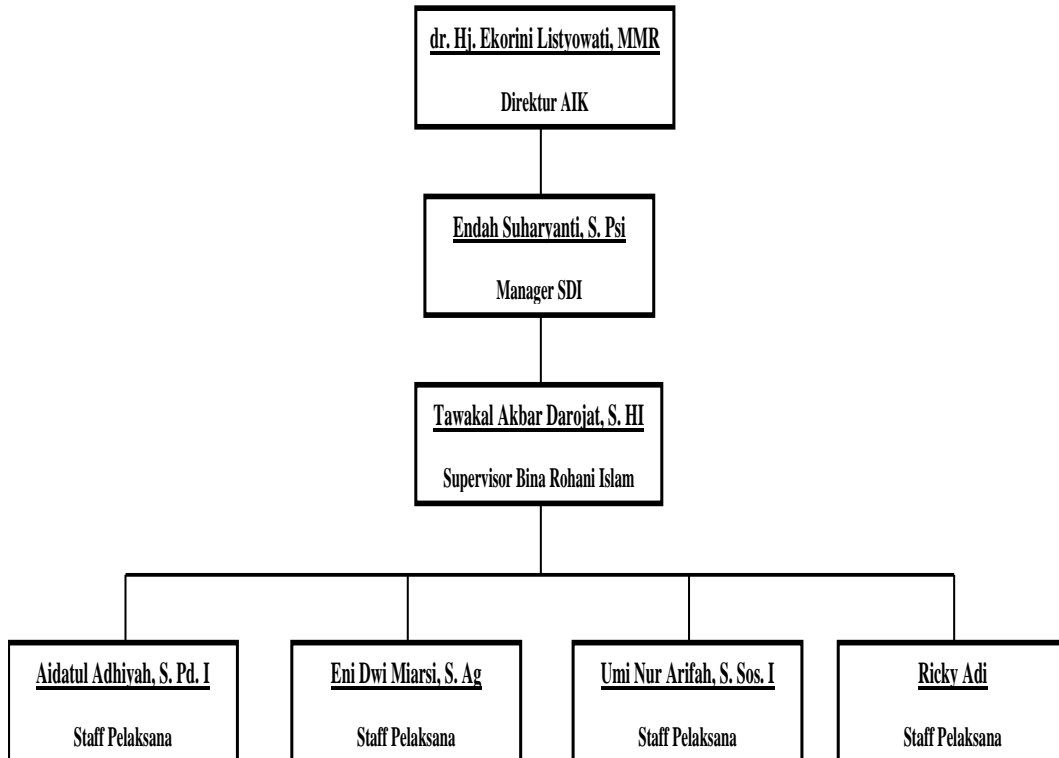 dr. Hj. Ekorini Listyowati, MMR
Direktur AIK
Endah Suharyanti, S. Psi
Manager SDI
Tawakal Akbar Darojat, S. HI
Supervisor Bina Rohani Islam
Aidatul Adhiyah, S. Pd. I
Staff Pelaksana
Eni Dwi Miarsi, S. Ag
Staff Pelaksana
Umi Nur Arifah, S. Sos. I
Staff Pelaksana
Ricky Adi
Staff Pelaksana